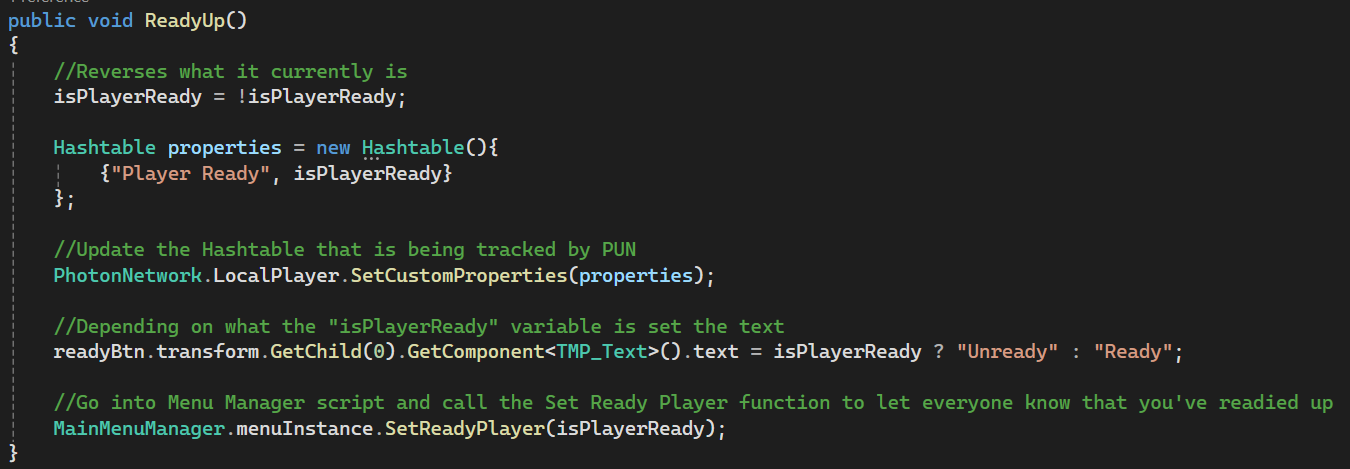 public void ReadyUp()
{
    //Reverses what it currently is
    isPlayerReady = !isPlayerReady;

    Hashtable properties = new Hashtable(){
        {"Player Ready", isPlayerReady}
    };

    //Update the Hashtable that is being tracked by PUN
    PhotonNetwork.LocalPlayer.SetCustomProperties(properties);

    //Depending on what the "isPlayerReady" variable is set the text
    readyBtn.transform.GetChild(0).GetComponent<TMP_Text>().text = isPlayerReady ? "Unready" : "Ready";

    //Go into Menu Manager script and call the Set Ready Player function to let everyone know that you've readied up
    MainMenuManager.menuInstance.SetReadyPlayer(isPlayerReady);
}